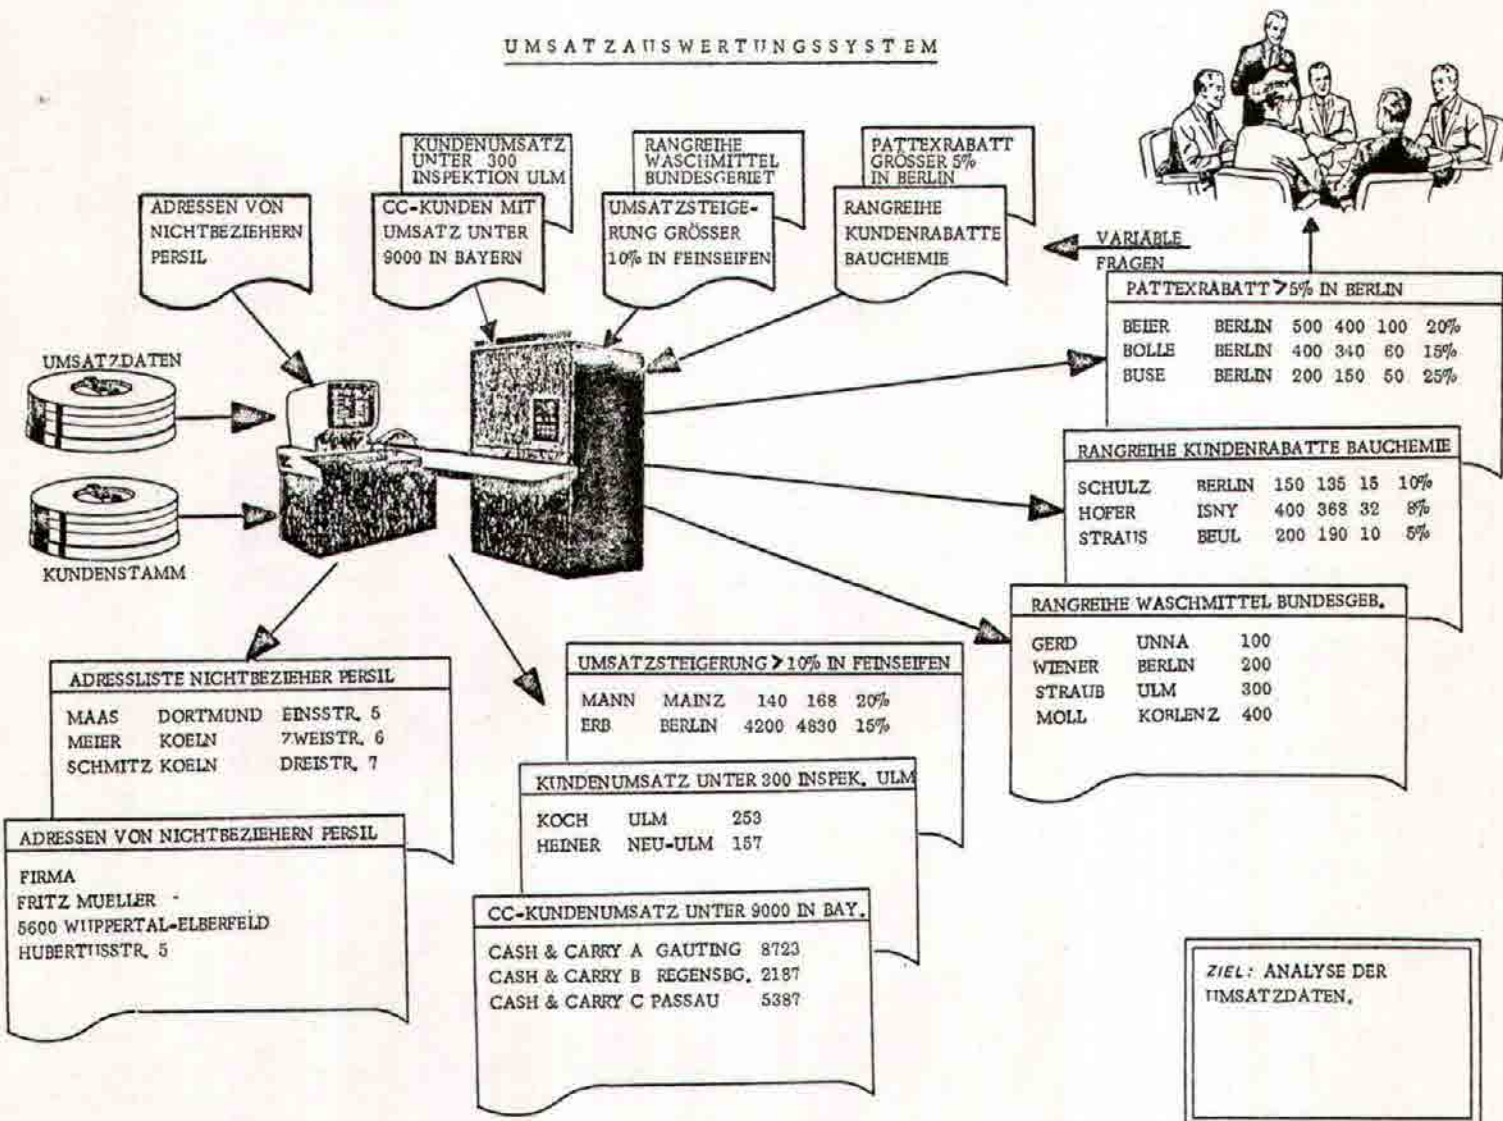 UMSATZAUSWERTUNGSSYSTEM
KUNDENUMSATZ
UNTER 300
INSPEKTION ULM
RANGREIHE
WASCHMITTEL
BUNDESGEBIET
PATTEXRABATT
GRÖSSER 5%
IN BERLIN
ADRESSEN VON
NICHTBEZIEHERN
PERSIL
CC-KUNDEN MIT
UMSATZ UNTER
9000 IN BAYERN
UMSATZSTEIGE-
RUNG GRÖSSER
10% IN FEINSEIFEN
RANGREIHE
KUNDENRABATTE
BAUCHEMIE
VARIABLE
FRAGEN
UMSATZDATEN
KUNDENSTAMM
PATTEXRABATT > 5% IN BERLIN
BEIER BERLIN 500 400 100 20%
BOLLE BERLIN 400 340 60 15%
BUSE BERLIN 200 150 50 25%
RANGREIHE KUNDENRABATTE BAUCHEMIE
SCHULZ BERLIN 150 135 15 10%
HOFER ISNY 400 368 32 8%
STRAUS BEUL 200 190 10 5%
RANGREIHE WASCHMITTEL BUNDESGEB.
GERD UNNA 100
WIENER BERLIN 200
STRAUB ULM 300
MOLL KOBLENZ 400
ADRESSLISTE NICHTBEZIEHER PERSIL
MAAS DORTMUND EINSSTR. 5
MEIER KOELN ZWEISTR. 6
SCHMITZ KOELN DREISTR. 7
ADRESSEN VON NICHTBEZIEHERN PERSIL
FIRMA
FRITZ MUELLER -
5600 WUPPERTAL-ELBERFELD
HUBERTUSSTR. 5
UMSATZSTEIGERUNG > 10% IN FEINSEIFEN
MANN MAINZ 140 168 20%
ERB BERLIN 4200 4830 15%
KUNDENUMSATZ UNTER 300 INSPEK. ULM
KOCH ULM 253
HEINER NEU-ULM 157
CC-KUNDENUMSATZ UNTER 9000 IN BAY.
CASH & CARRY A GAUTING 8723
CASH & CARRY B REGENSBG. 2187
CASH & CARRY C PASSAU 5387
ZIEL: ANALYSE DER
UMSATZDATEN.